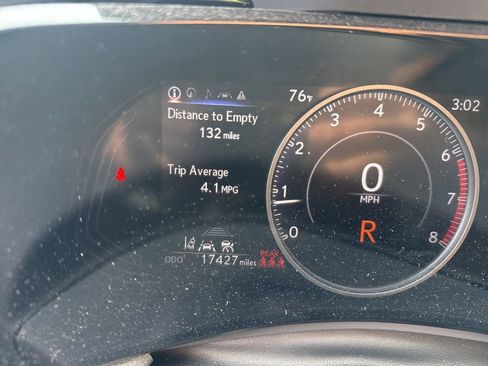 76°F
3:02
Distance to Empty
132 miles
Trip Average
4.1 MPG
0
1
2
3
4
5
6
7
8
0
MPH
R
ODO
17427 miles
REAR